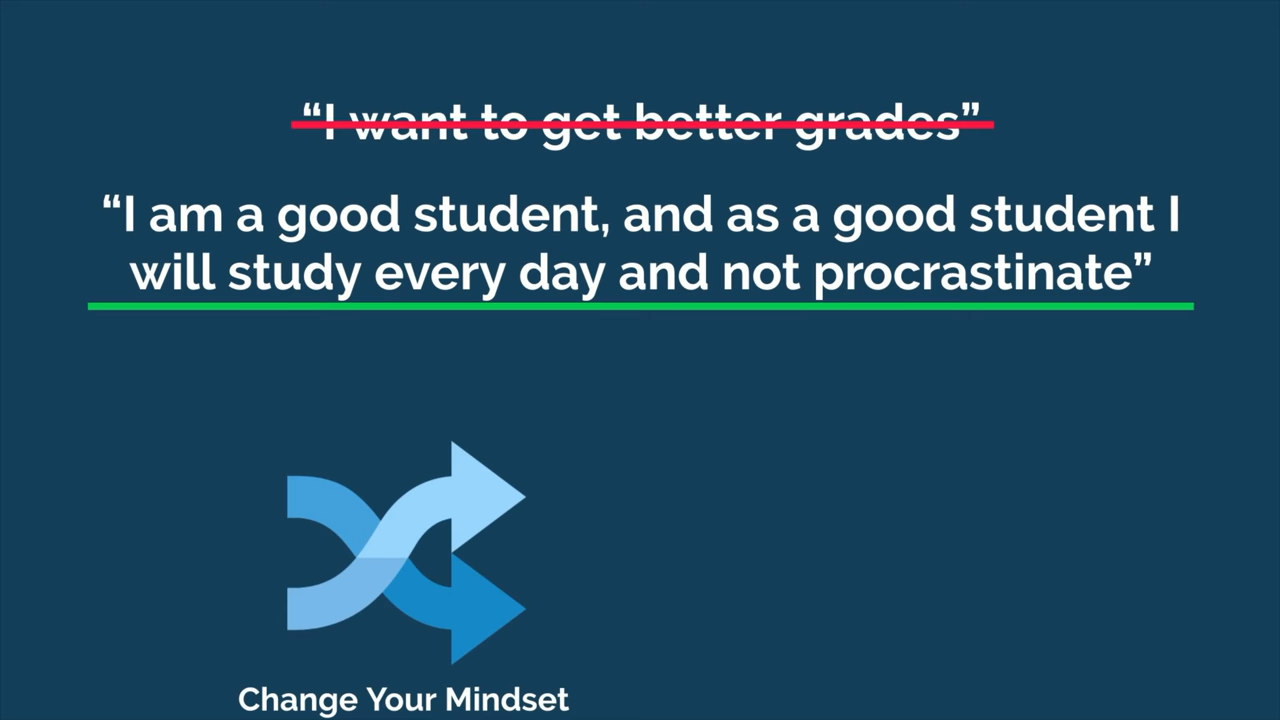 “I want to get better grades”
“I am a good student, and as a good student I
will study every day and not procrastinate”
Change Your Mindset